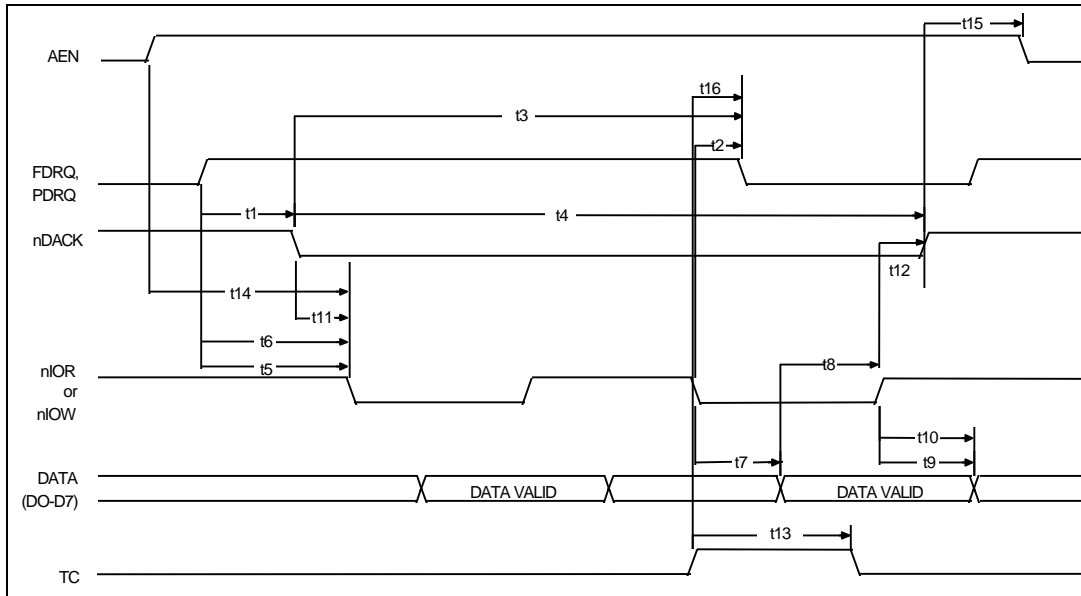 t15
AEN
t16
t3
t2
FDRQ,
PDRQ
t1
t4
nDACK
t12
t14
t11
t6
t5
t8
nIOR
or
nIOW
t10
t7
t9
DATA
(DO-D7)
DATA VALID
DATA VALID
t13
TC